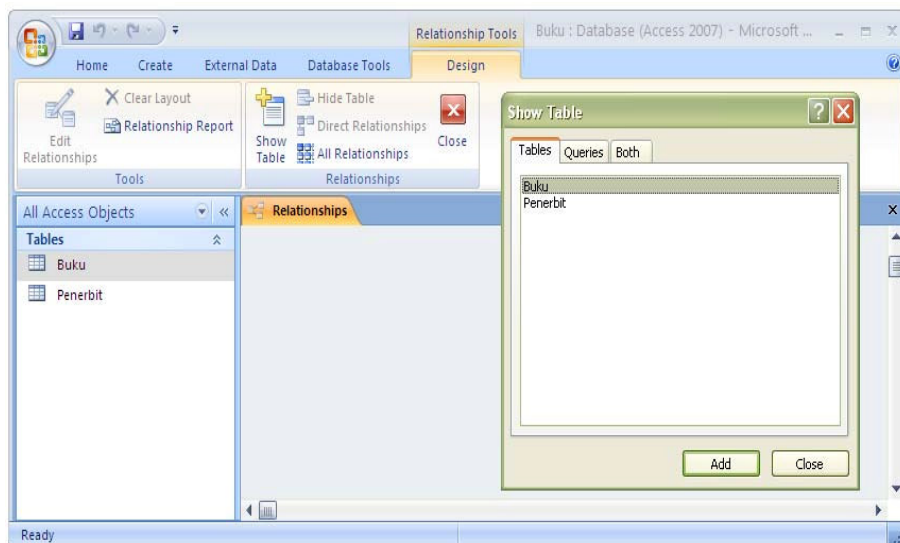 Relationship Tools
Buku : Database (Access 2007) - Microsoft ...
Home Create External Data Database Tools Design
Edit Relationships
Clear Layout
Relationship Report
Tools
Show Table
Hide Table
Direct Relationships
All Relationships
Close
Relationships
All Access Objects
Tables
Buku
Penerbit
Relationships
Show Table
Tables Queries Both
Buku
Penerbit
Add Close
Ready